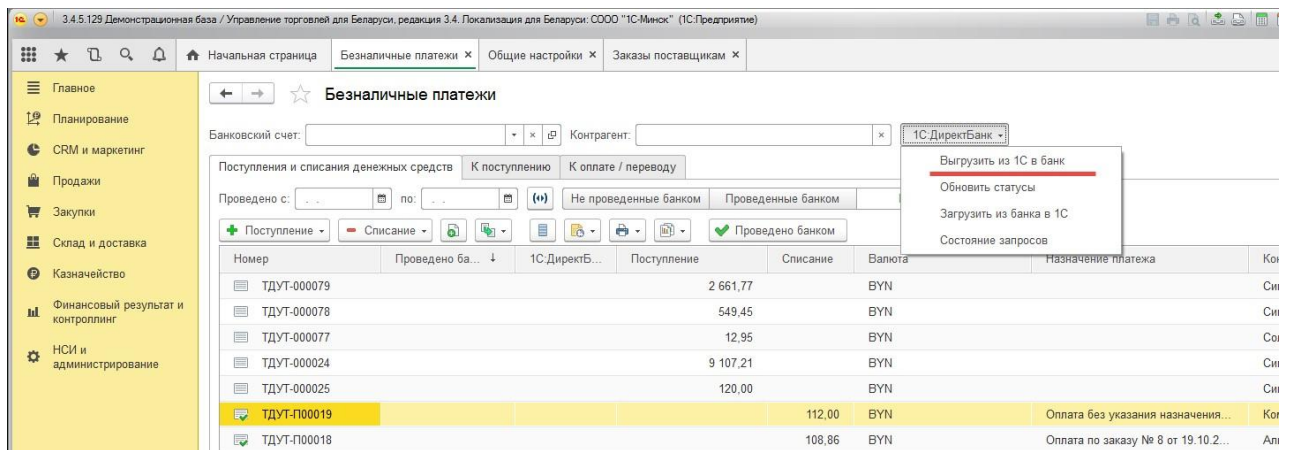 3.4.5.129 Демонстрационная база / Управление торговлей для Беларуси, редакция 3.4. Локализация для Беларуси: СООО "1С-Минск" (1С:Предприятие)
Начальная страница Безналичные платежи × Общие настройки × Заказы поставщикам ×
Главное
Планирование
CRM и маркетинг
Продажи
Закупки
Склад и доставка
Казначейство
Финансовый результат и
контроллинг
НСИ и
администрирование
Безналичные платежи
Банковский счет: Контрагент: 1С:ДиректБанк
Выгрузить из 1С в банк
Обновить статусы
Загрузить из банка в 1С
Состояние запросов
Поступления и списания денежных средств К поступлению К оплате / переводу
Проведено с: . . по: . . Не проведенные банком Проведенные банком
Поступление Списание Проведено банком
Номер Проведено ба... ↓ 1С:ДиректБ... Поступление Списание Валюта Назначение платежа
ТДУТ-000079 2 661,77 BYN
ТДУТ-000078 549,45 BYN
ТДУТ-000077 12,95 BYN
ТДУТ-000024 9 107,21 BYN
ТДУТ-000025 120,00 BYN
ТДУТ-П00019 112,00 BYN Оплата без указания назначения...
ТДУТ-П00018 108,86 BYN Оплата по заказу № 8 от 19.10.2...